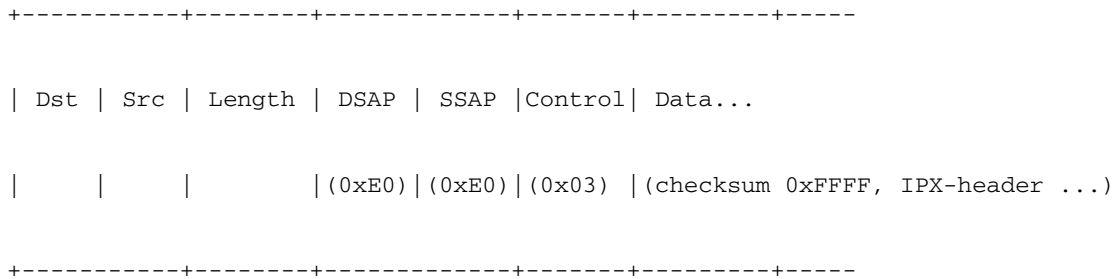 +-----------+--------+-------------+-------+---------+-----
| Dst | Src | Length | DSAP | SSAP |Control| Data...
| | | |(0xE0)|(0xE0)|(0x03) |(checksum 0xFFFF, IPX-header ...)
+-----------+--------+-------------+-------+---------+-----